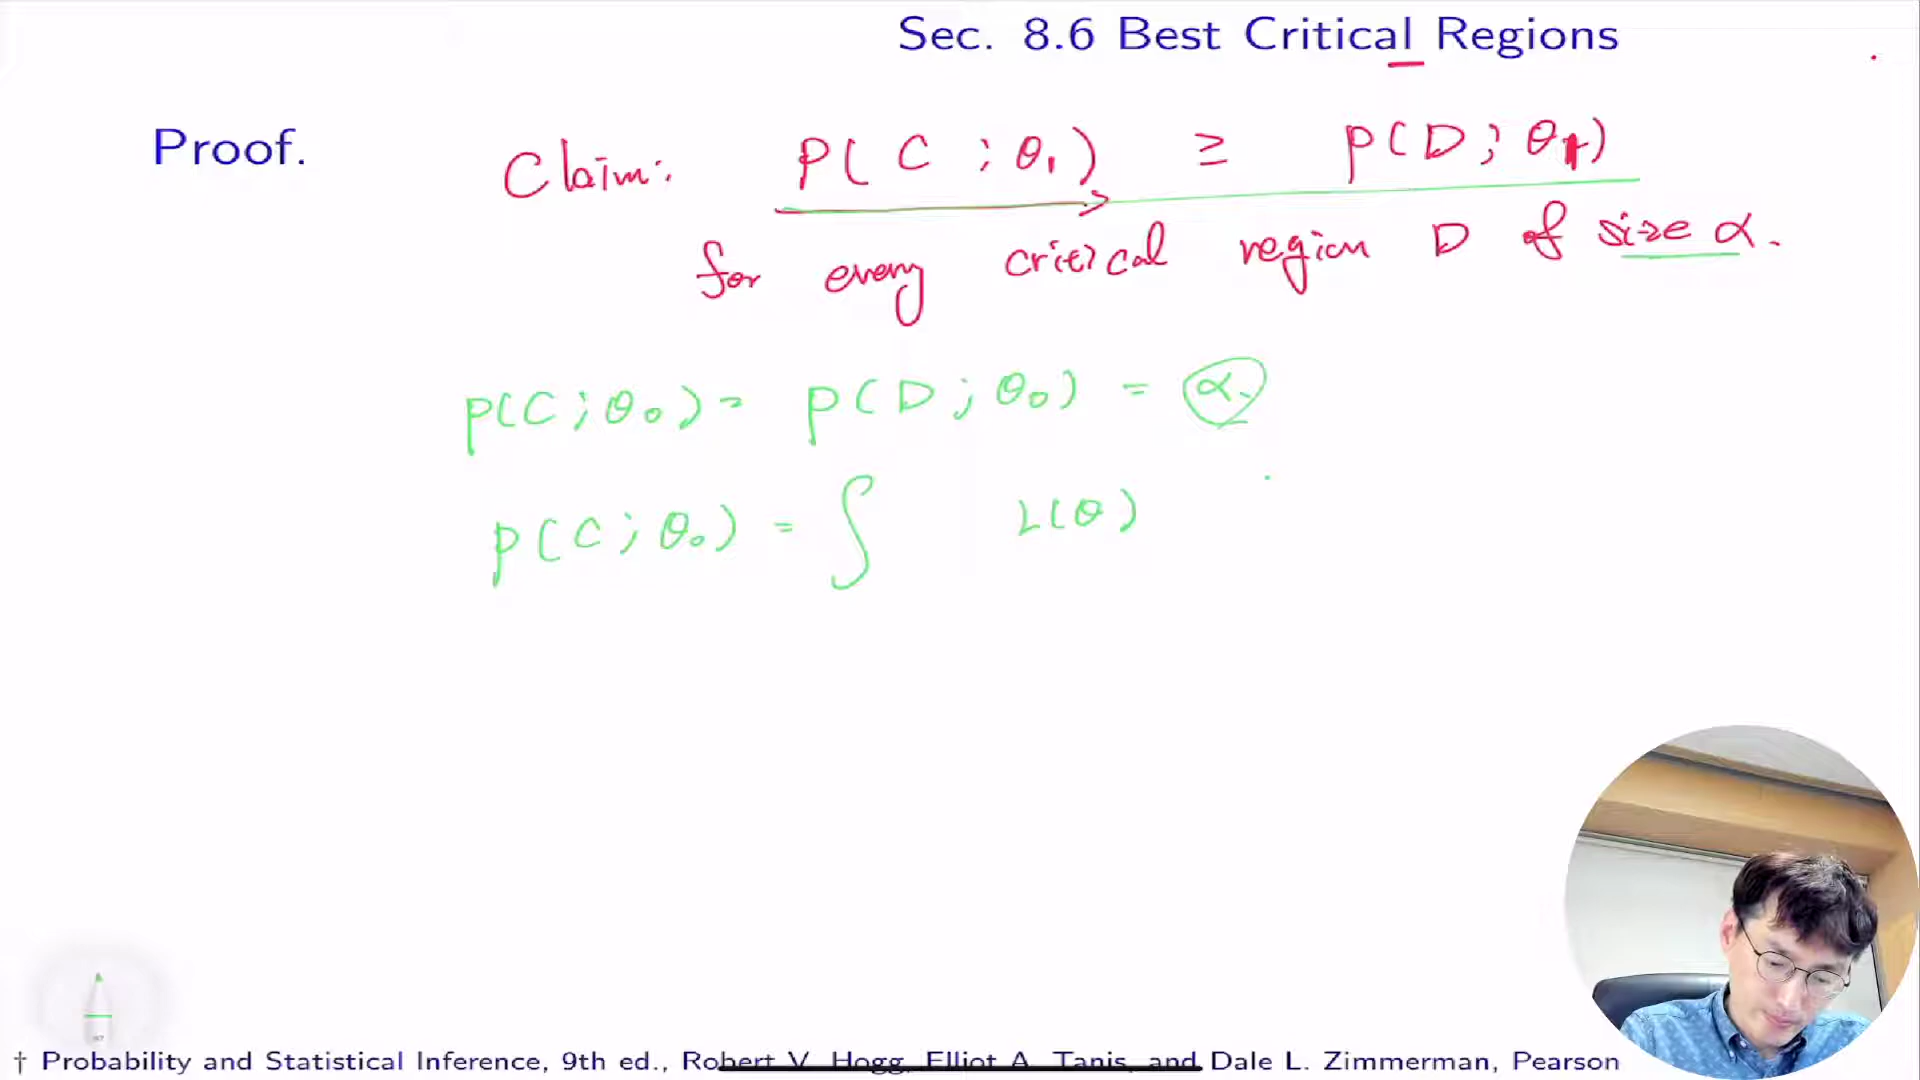 Sec. 8.6 Best Critical Regions
Proof.
Claim: P( C ; θ₁) ≥ P(D ; θ₁)
for every critical region D of size α.
P(C ; θ₀) = P(D ; θ₀) = α.
P(C ; θ₀) = ∫ L(θ)
† Probability and Statistical Inference, 9th ed., Robert V. Hogg, Elliot A. Tanis, and Dale L. Zimmerman, Pearson